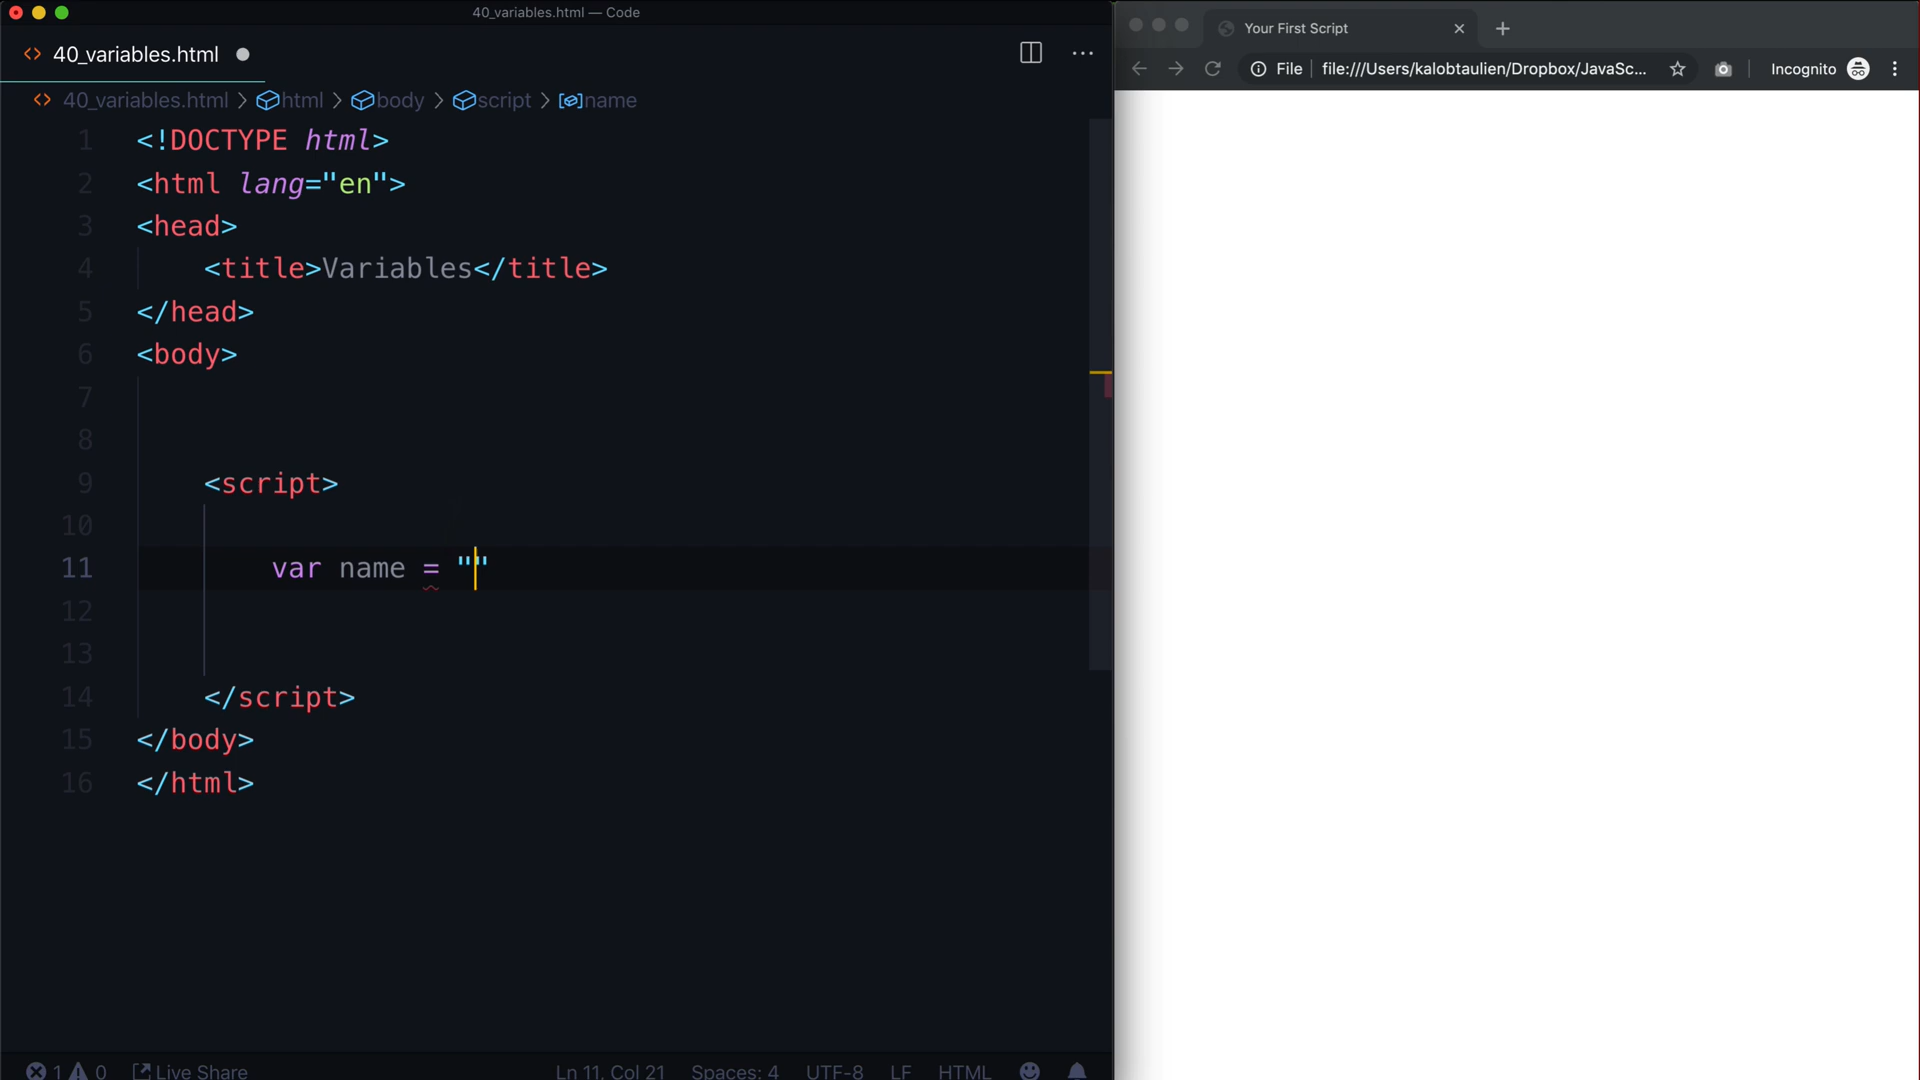 40_variables.html — Code
40_variables.html
40_variables.html > html > body > script > name
1 <!DOCTYPE html>
2 <html lang="en">
3 <head>
4 <title>Variables</title>
5 </head>
6 <body>
7
8
9 <script>
10
11 var name = ""
12
13
14 </script>
15 </body>
16 </html>
1 0 Live Share Ln 11, Col 21 Spaces: 4 UTF-8 LF HTML
Your First Script
File file:///Users/kalobtaulien/Dropbox/JavaSc... Incognito